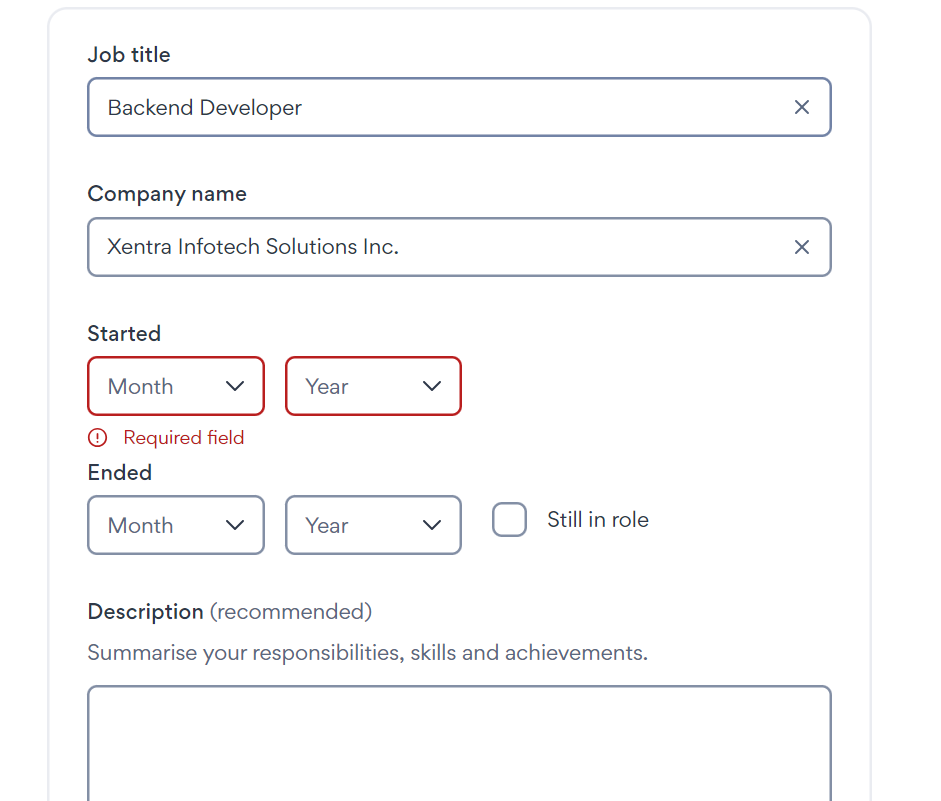 Job title
Backend Developer
Company name
Xentra Infotech Solutions Inc.
Started
Month Year
Required field
Ended
Month Year Still in role
Description (recommended)
Summarise your responsibilities, skills and achievements.